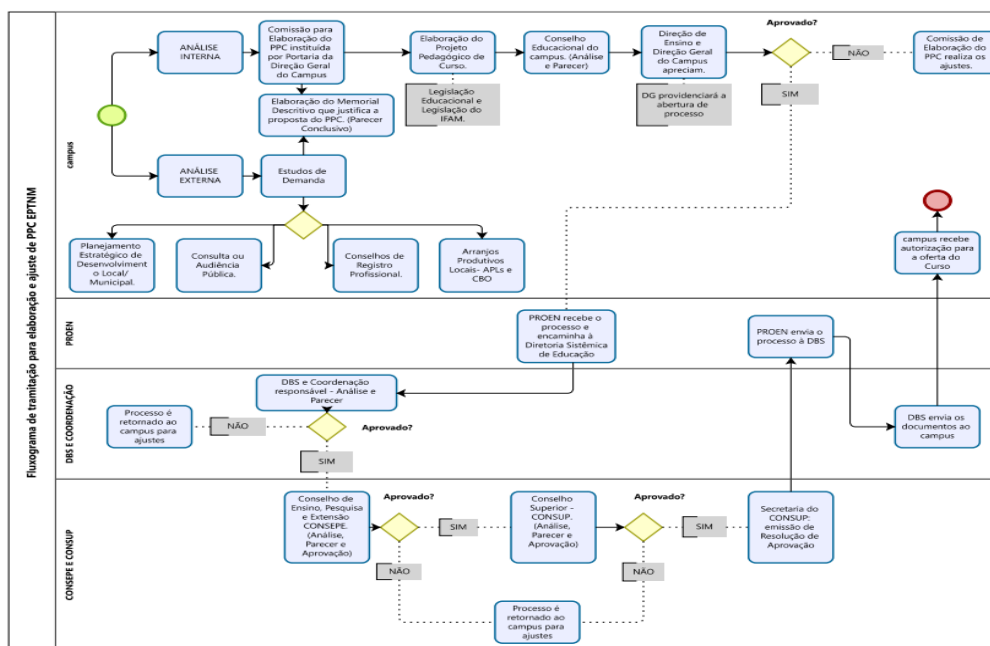 Fluxograma de tramitação para elaboração e ajuste de PPC EPTNM
campus
ANÁLISE
INTERNA
Comissão para
Elaboração do
PPC instituída
por Portaria da
Direção Geral
do Campus
Elaboração do
Projeto
Pedagógico de
Curso.
Conselho
Educacional do
campus. (Análise
e Parecer)
Direção de
Ensino e
Direção Geral
do Campus
apreciam.
Aprovado?
NÃO
Comissão de
Elaboração do
PPC realiza os
ajustes.
Legislação
Educacional e
Legislação do
IFAM.
DG providenciará a
abertura de
processo
SIM
Elaboração do Memorial
Descritivo que justifica a
proposta do PPC. (Parecer
Conclusivo)
ANÁLISE
EXTERNA
Estudos de
Demanda
Planejamento
Estratégico de
Desenvolviment
o Local/
Municipal.
Consulta ou
Audiência
Pública.
Conselhos de
Registro
Profissional.
Arranjos
Produtivos
Locais- APLs e
CBO
campus recebe
autorização para
a oferta do
Curso
PROEN
PROEN recebe o
processo e
encaminha à
Diretoria Sistêmica
de Educação
PROEN envia o
processo à DBS
DBS E COORDENAÇÃO
DBS e Coordenação
responsável - Análise e
Parecer
Processo é
retornado ao
campus para
ajustes
NÃO
Aprovado?
SIM
DBS envia os
documentos ao
campus
CONSEPE E CONSUP
Conselho de
Ensino, Pesquisa
e Extensão
CONSEPE.
(Análise,
Parecer e
Aprovação)
Aprovado?
SIM
NÃO
Conselho
Superior -
CONSUP.
(Análise,
Parecer e
Aprovação)
Aprovado?
SIM
NÃO
Secretaria do
CONSUP:
emissão de
Resolução de
Aprovação
Processo é
retornado ao
campus para
ajustes